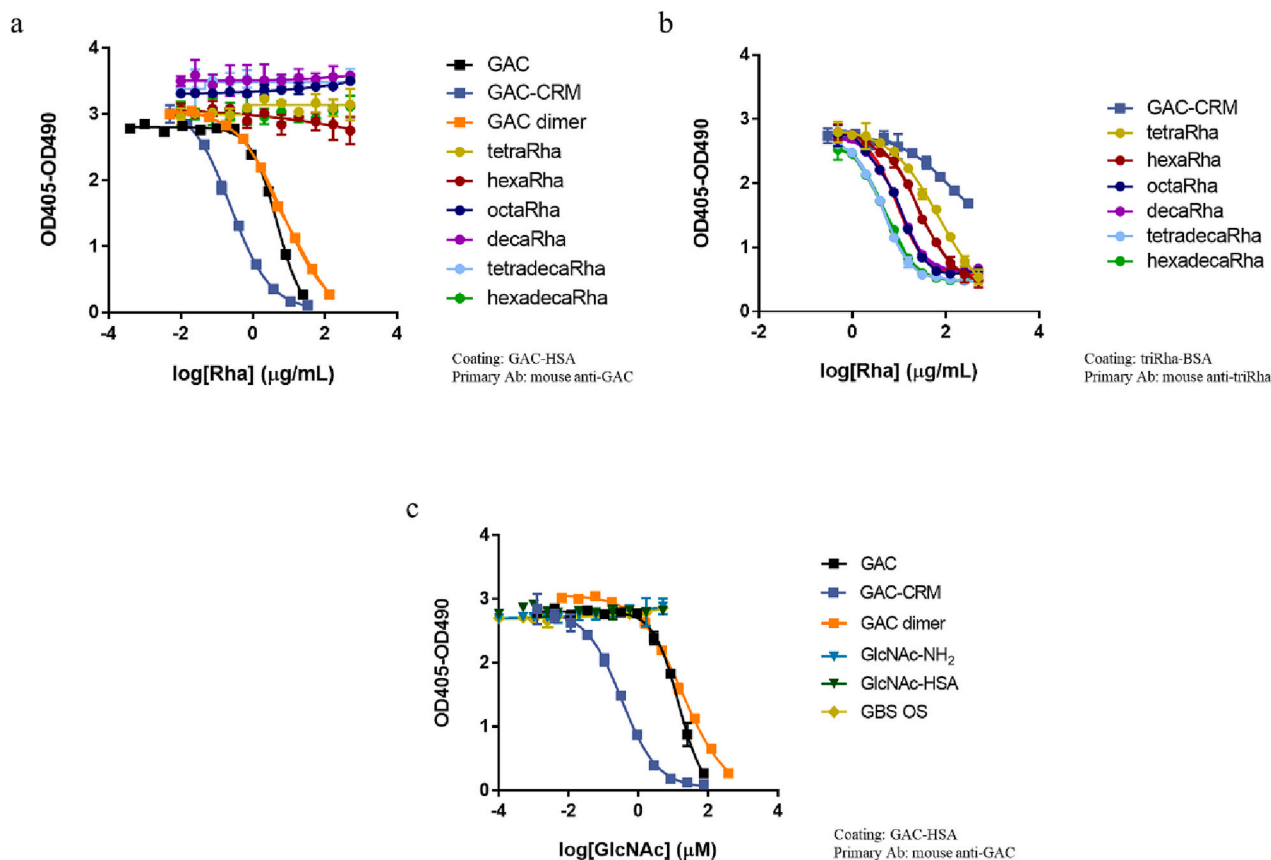 a
4
3
2
1
0
-4
-2
0
2
4
OD405-OD490
log[Rha] (μg/mL)
GAC
GAC-CRM
GAC dimer
tetraRha
hexaRha
octaRha
decaRha
tetradecaRha
hexadecaRha
Coating: GAC-HSA
Primary Ab: mouse anti-GAC
b
4
3
2
1
0
-2
0
2
4
OD405-OD490
log[Rha] (μg/mL)
GAC-CRM
tetraRha
hexaRha
octaRha
decaRha
tetradecaRha
hexadecaRha
Coating: triRha-BSA
Primary Ab: mouse anti-triRha
c
4
3
2
1
0
-4
-2
0
2
4
OD405-OD490
log[GlcNAc] (μM)
GAC
GAC-CRM
GAC dimer
GlcNAc-NH₂
GlcNAc-HSA
GBS OS
Coating: GAC-HSA
Primary Ab: mouse anti-GAC